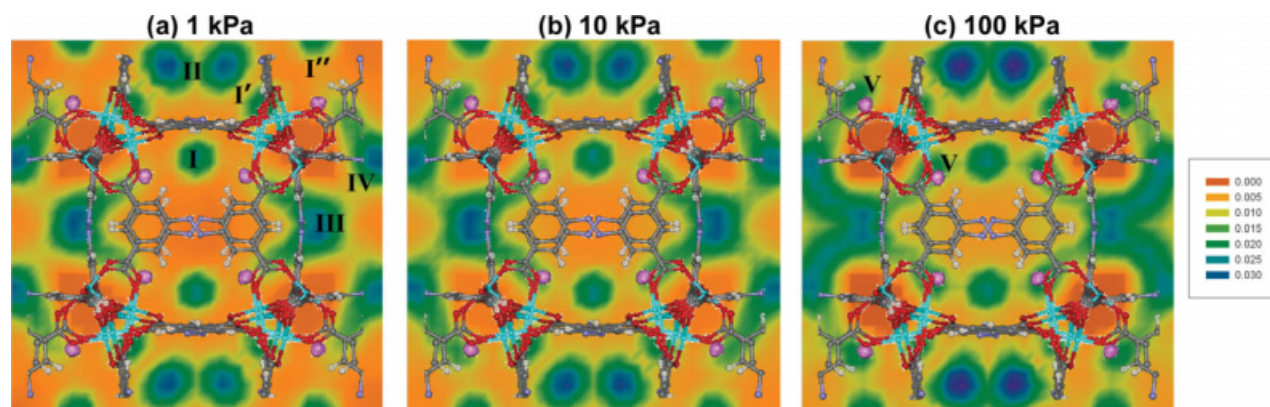 (a) 1 kPa
(b) 10 kPa
(c) 100 kPa
II
I″
I′
I
IV
III
V
V
0.000
0.005
0.010
0.015
0.020
0.025
0.030